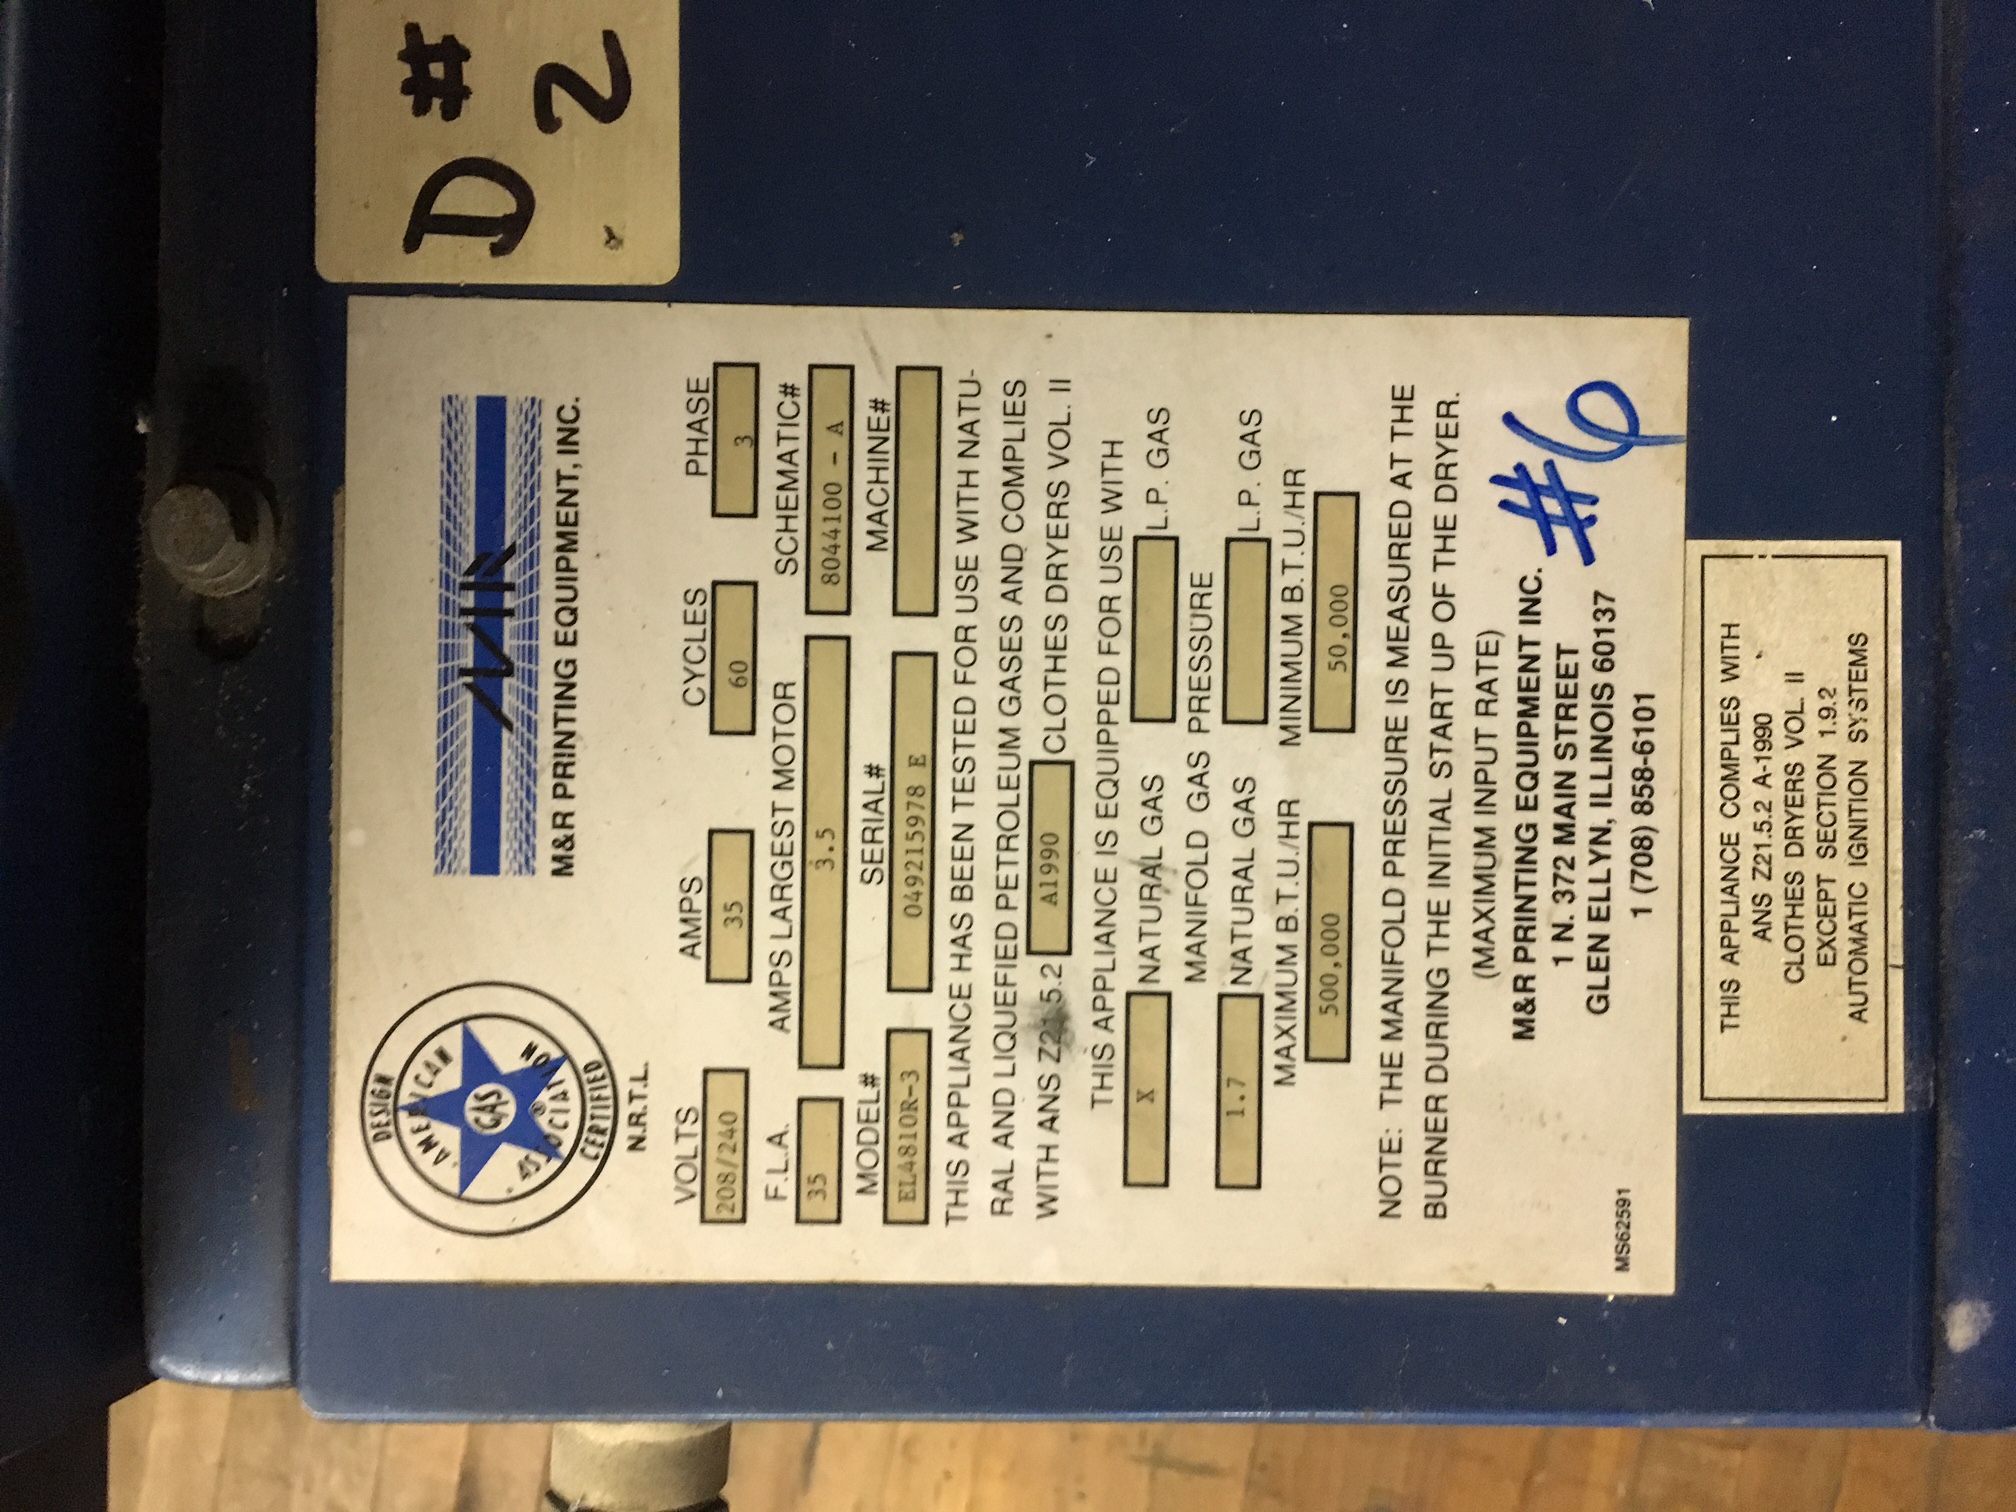 D #
2
DESIGN
AMERICAN
GAS
ASSOCIATION
®
CERTIFIED
N.R.T.L.
M&R
M&R PRINTING EQUIPMENT, INC.
VOLTS AMPS CYCLES PHASE
208/240 35 60 3
F.L.A. AMPS LARGEST MOTOR SCHEMATIC#
35 3.5 8044100 - A
MODEL# SERIAL# MACHINE#
EL4810R-3 049215978 E
THIS APPLIANCE HAS BEEN TESTED FOR USE WITH NATU-
RAL AND LIQUEFIED PETROLEUM GASES AND COMPLIES
WITH ANS Z21.5.2 A1990 CLOTHES DRYERS VOL. II
THIS APPLIANCE IS EQUIPPED FOR USE WITH
X NATURAL GAS L.P. GAS
MANIFOLD GAS PRESSURE
1.7 NATURAL GAS L.P. GAS
MAXIMUM B.T.U./HR MINIMUM B.T.U./HR
500,000 50,000
NOTE: THE MANIFOLD PRESSURE IS MEASURED AT THE
BURNER DURING THE INITIAL START UP OF THE DRYER.
(MAXIMUM INPUT RATE)
M&R PRINTING EQUIPMENT INC.
1 N. 372 MAIN STREET
GLEN ELLYN, ILLINOIS 60137
1 (708) 858-6101
#6
MS62591
THIS APPLIANCE COMPLIES WITH
ANS Z21.5.2 A-1990
CLOTHES DRYERS VOL. II
EXCEPT SECTION 1.9.2
AUTOMATIC IGNITION SYSTEMS